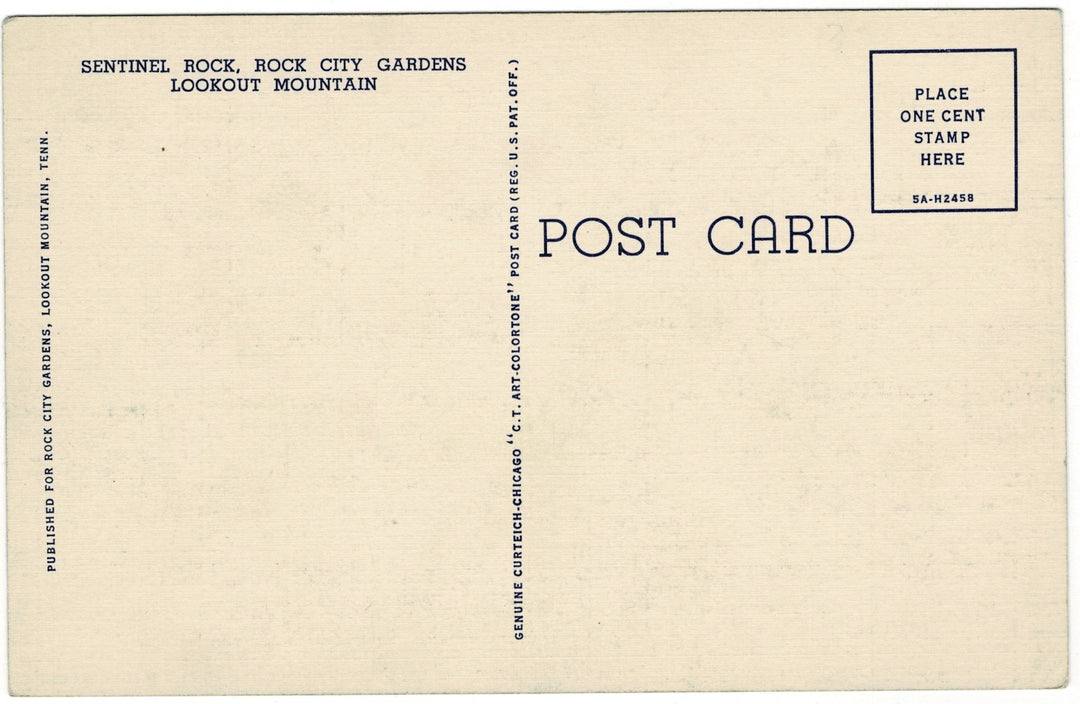 SENTINEL ROCK, ROCK CITY GARDENS
LOOKOUT MOUNTAIN
PUBLISHED FOR ROCK CITY GARDENS, LOOKOUT MOUNTAIN, TENN.
GENUINE CURTEICH-CHICAGO "C.T. ART-COLORTONE" POST CARD (REG. U.S. PAT. OFF.)
POST CARD
PLACE
ONE CENT
STAMP
HERE
5A-H2458